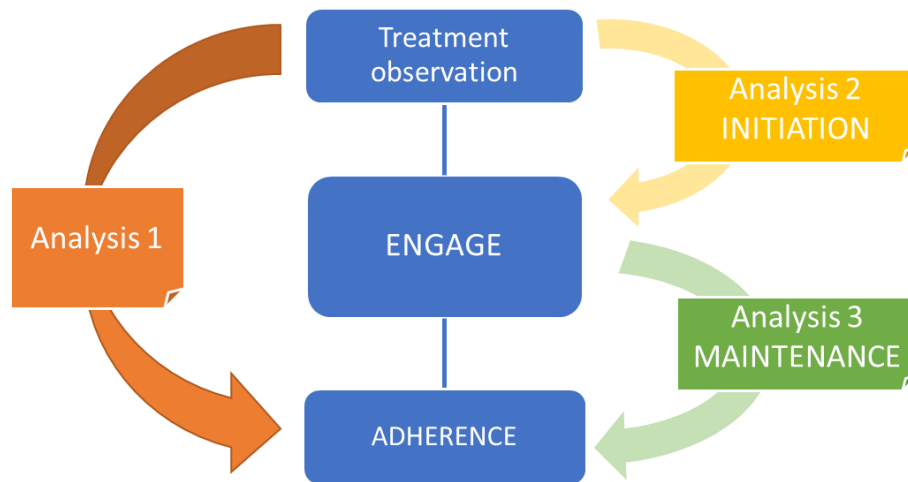 Treatment
observation
Analysis 2
INITIATION
Analysis 1
ENGAGE
Analysis 3
MAINTENANCE
ADHERENCE